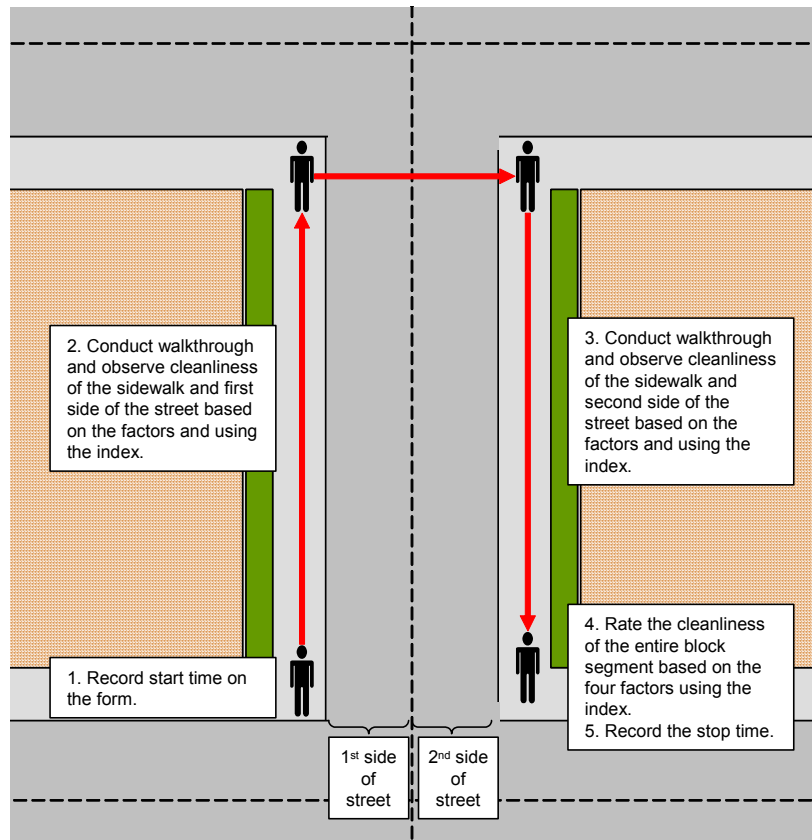 2. Conduct walkthrough
and observe cleanliness
of the sidewalk and first
side of the street based
on the factors and using
the index.
3. Conduct walkthrough
and observe cleanliness
of the sidewalk and
second side of the
street based on the
factors and using the
index.
1. Record start time on
the form.
4. Rate the cleanliness
of the entire block
segment based on the
four factors using the
index.
5. Record the stop time.
1st side
of
street
2nd side
of
street